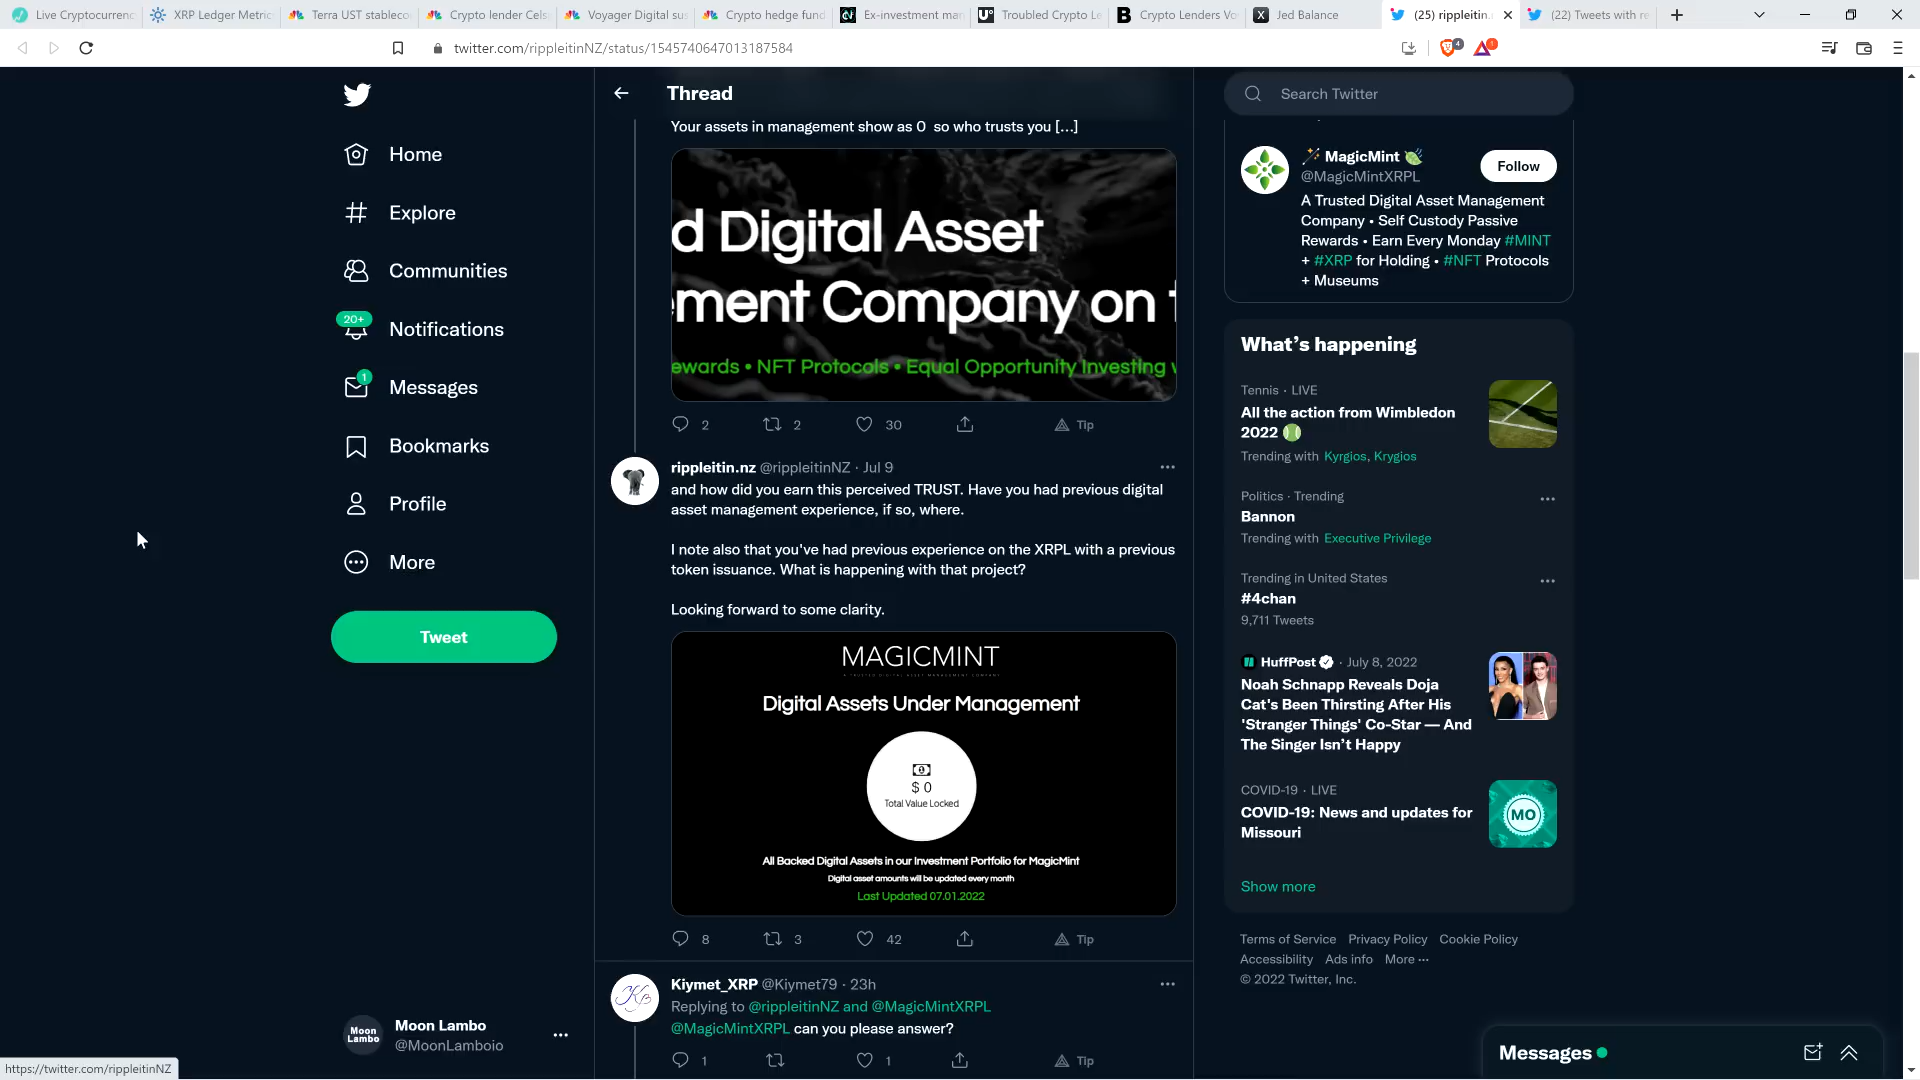 Live Cryptocurrenc
XRP Ledger Metric
Terra UST stableco
Crypto lender Cels
Voyager Digital sus
Crypto hedge fund
Ex-investment man
Troubled Crypto Le
Crypto Lenders Vo
Jed Balance
(25) rippleitin.
(22) Tweets with re
twitter.com/rippleitinNZ/status/1545740647013187584
4
1
Home
Explore
Communities
20+
Notifications
1
Messages
Bookmarks
Profile
More
Tweet
Moon Lambo
Moon Lambo
@MoonLamboio
https://twitter.com/rippleitinNZ
Thread
Your assets in management show as 0 so who trusts you [...]
d Digital Asset
ement Company on t
ewards • NFT Protocols • Equal Opportunity Investing w
2
2
30
Tip
rippleitin.nz @rippleitinNZ · Jul 9
and how did you earn this perceived TRUST. Have you had previous digital
asset management experience, if so, where.
I note also that you've had previous experience on the XRPL with a previous
token issuance. What is happening with that project?
Looking forward to some clarity.
MAGICMINT
A TRUSTED DIGITAL ASSET MANAGEMENT COMPANY
Digital Assets Under Management
$ 0
Total Value Locked
All Backed Digital Assets in our Investment Portfolio for MagicMint
Digital asset amounts will be updated every month
Last Updated 07.01.2022
8
3
42
Tip
Kiymet_XRP @Kiymet79 · 23h
Replying to @rippleitinNZ and @MagicMintXRPL
@MagicMintXRPL can you please answer?
1
1
Tip
Search Twitter
MagicMint
@MagicMintXRPL
Follow
A Trusted Digital Asset Management
Company • Self Custody Passive
Rewards • Earn Every Monday #MINT
+ #XRP for Holding • #NFT Protocols
+ Museums
What's happening
Tennis · LIVE
All the action from Wimbledon
2022
Trending with Kyrgios, Krygios
Politics · Trending
Bannon
Trending with Executive Privilege
Trending in United States
#4chan
9,711 Tweets
HuffPost · July 8, 2022
Noah Schnapp Reveals Doja
Cat's Been Thirsting After His
'Stranger Things' Co-Star — And
The Singer Isn't Happy
COVID-19 · LIVE
COVID-19: News and updates for
Missouri
MO
Show more
Terms of Service Privacy Policy Cookie Policy
Accessibility Ads info More ···
© 2022 Twitter, Inc.
Messages